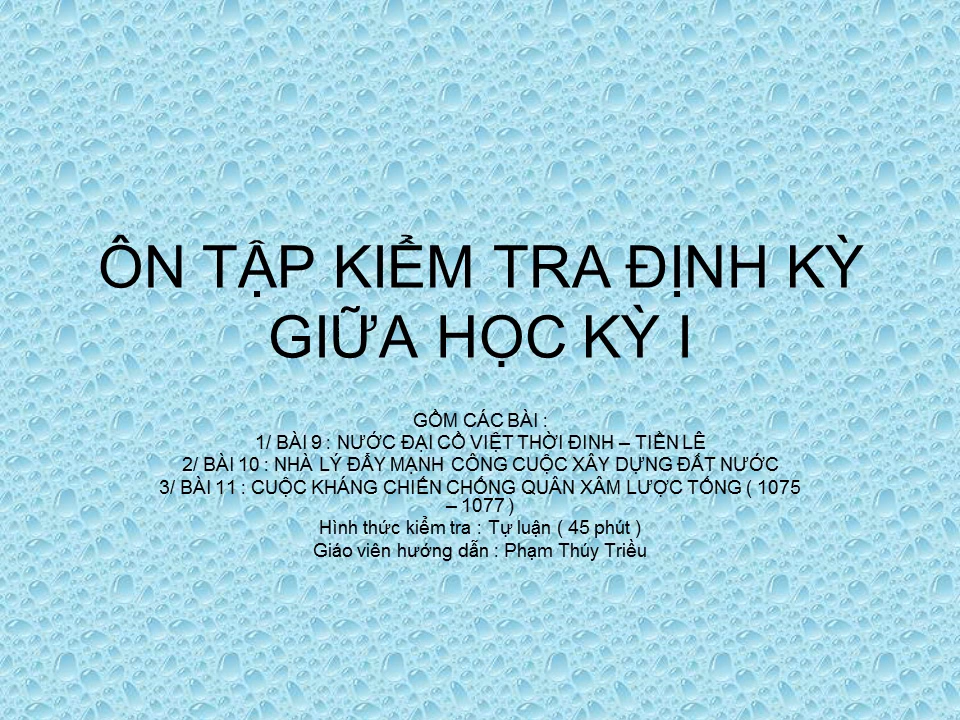 ÔN TẬP KIỂM TRA ĐỊNH KỲ
GIỮA HỌC KỲ I
GỒM CÁC BÀI :
1/ BÀI 9 : NƯỚC ĐẠI CỒ VIỆT THỜI ĐINH – TIỀN LÊ
2/ BÀI 10 : NHÀ LÝ ĐẨY MẠNH CÔNG CUỘC XÂY DỰNG ĐẤT NƯỚC
3/ BÀI 11 : CUỘC KHÁNG CHIẾN CHỐNG QUÂN XÂM LƯỢC TỐNG ( 1075
– 1077 )
Hình thức kiểm tra : Tự luận ( 45 phút )
Giáo viên hướng dẫn : Phạm Thúy Triều